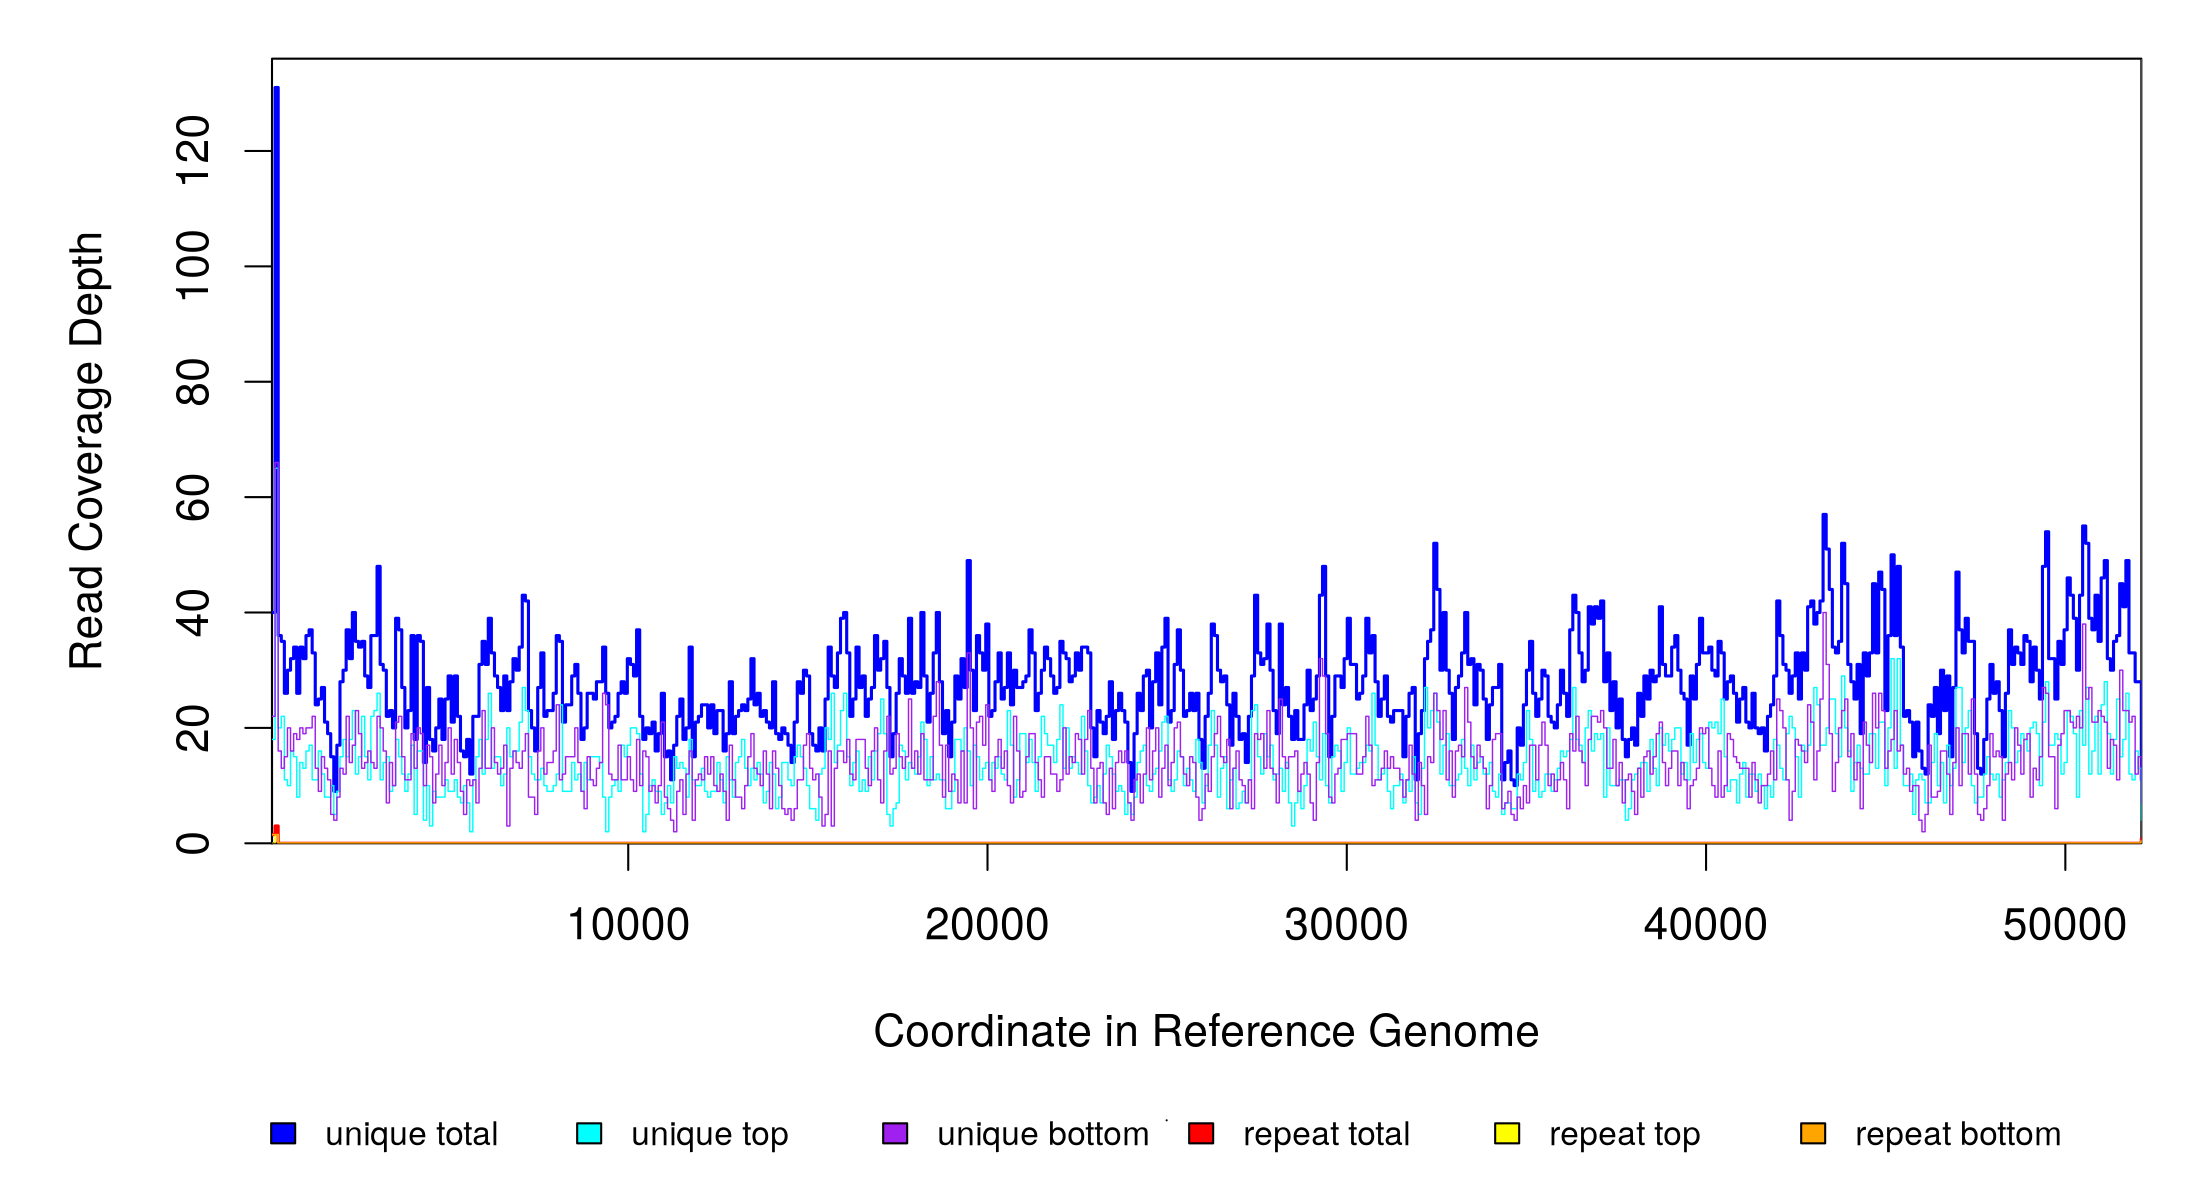 Read Coverage Depth
120
100
80
60
40
20
0
10000 20000 30000 40000 50000
Coordinate in Reference Genome
unique total unique top unique bottom repeat total repeat top repeat bottom